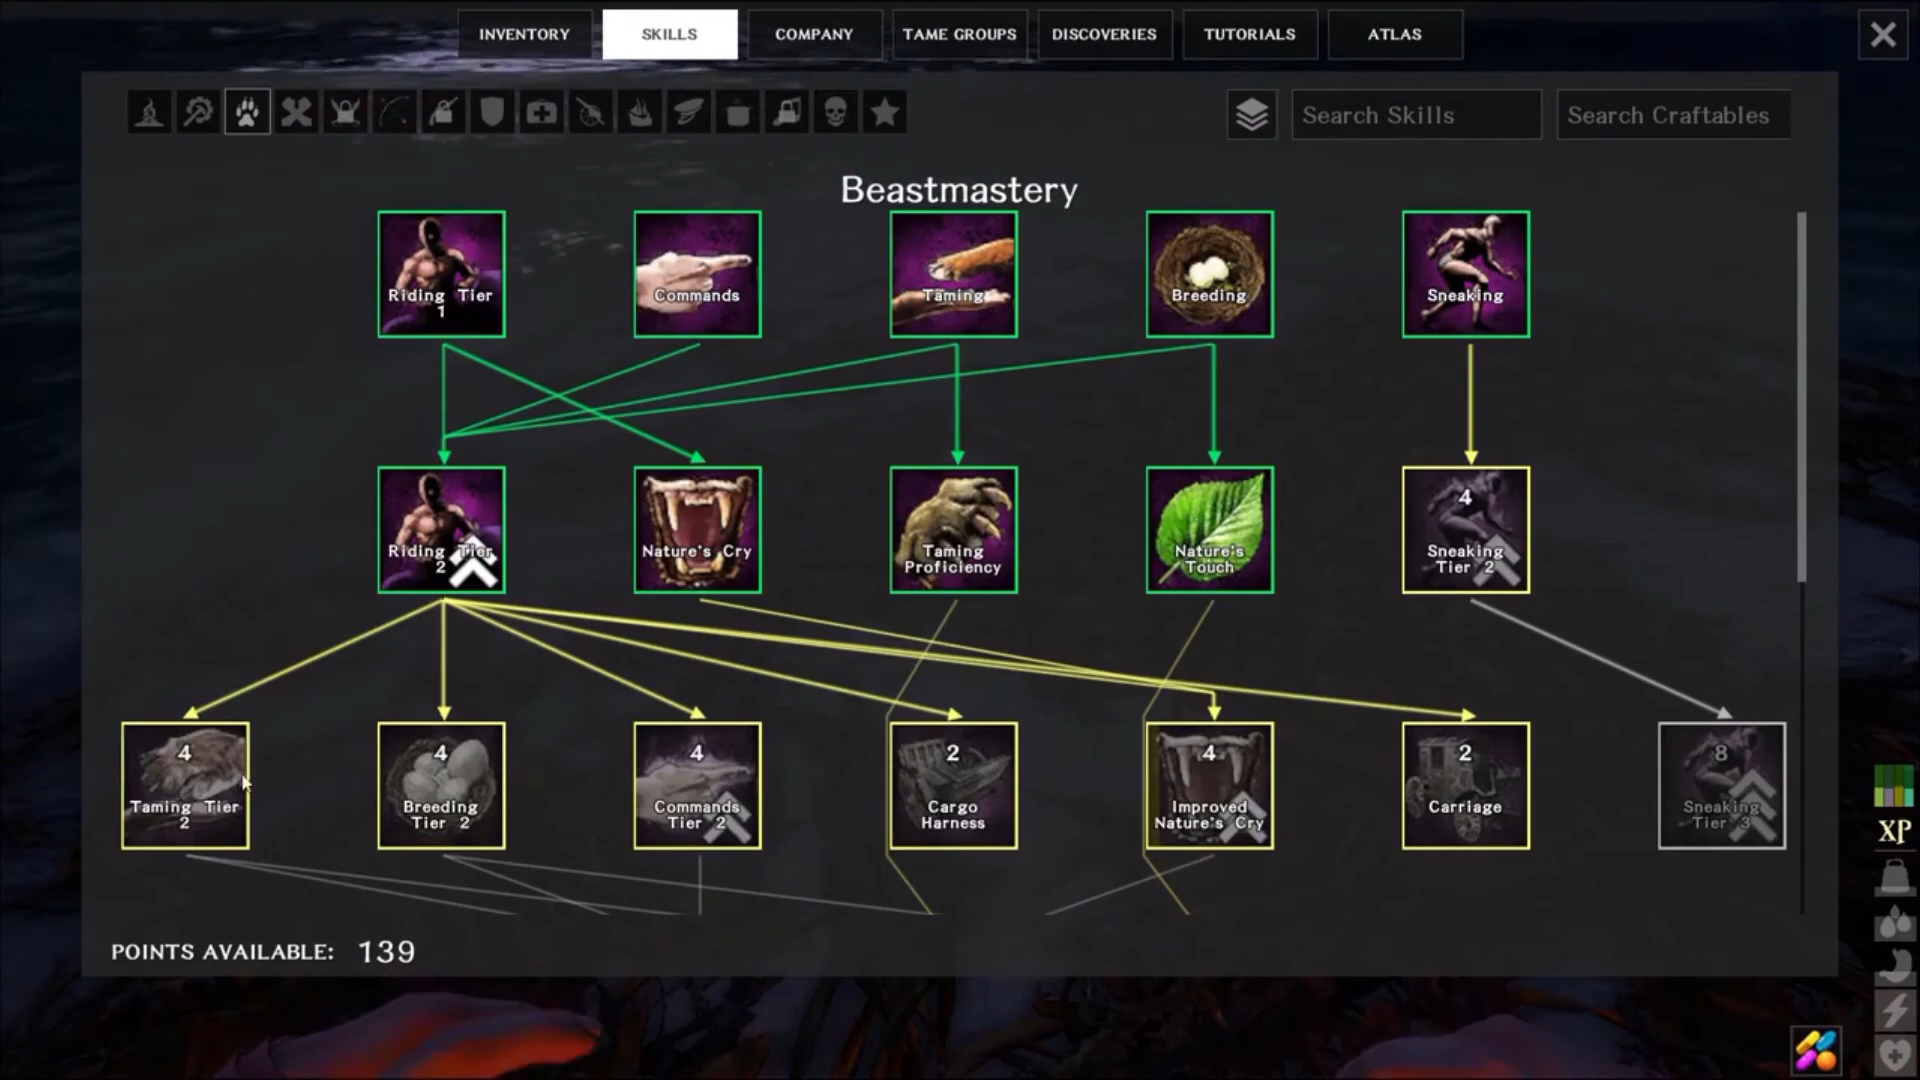 INVENTORY
SKILLS
COMPANY
TAME GROUPS
DISCOVERIES
TUTORIALS
ATLAS
Search Skills
Search Craftables
Beastmastery
Riding Tier
1
Commands
Taming
Breeding
Sneaking
Riding Tier
2
Nature's Cry
Taming
Proficiency
Nature's
Touch
4
Sneaking
Tier 2
4
Taming Tier
2
4
Breeding
Tier 2
4
Commands
Tier 2
2
Cargo
Harness
4
Improved
Nature's Cry
2
Carriage
8
Sneaking
Tier 3
XP
POINTS AVAILABLE: 139